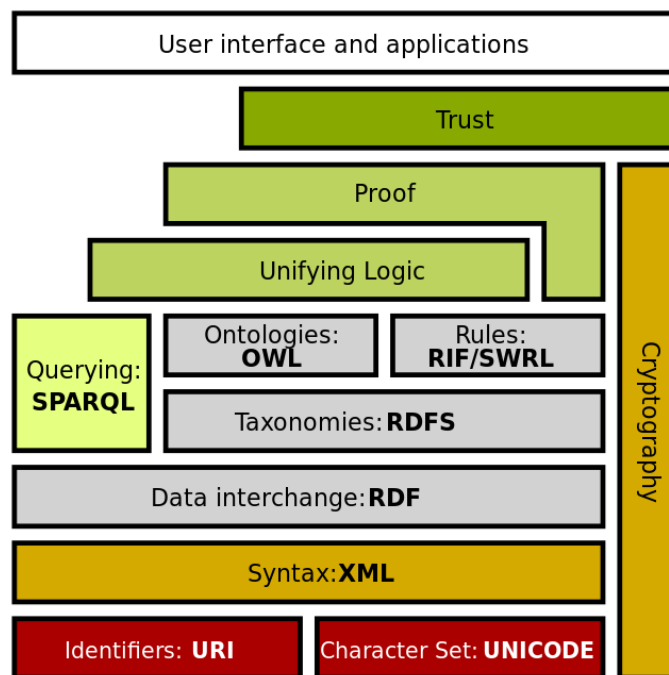 User interface and applications
Trust
Proof
Unifying Logic
Ontologies:
OWL
Rules:
RIF/SWRL
Querying:
SPARQL
Taxonomies: RDFS
Cryptography
Data interchange: RDF
Syntax: XML
Identifiers: URI
Character Set: UNICODE